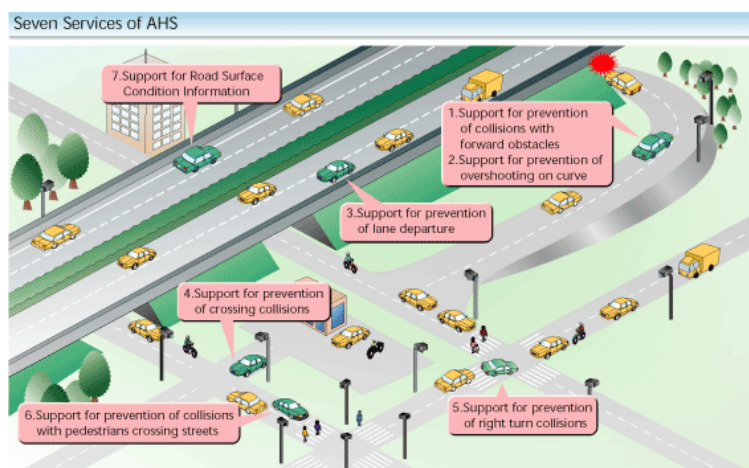 Seven Services of AHS
7.Support for Road Surface
Condition Information
1.Support for prevention
of collisions with
forward obstacles
2.Support for prevention of
overshooting on curve
3.Support for prevention
of lane departure
4.Support for prevention
of crossing collisions
6.Support for prevention of collisions
with pedestrians crossing streets
5.Support for prevention
of right turn collisions